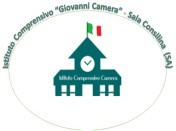 Istituto Comprensivo "Giovanni Camera" - Sala Consilina (SA)
Istituto Comprensivo Camera